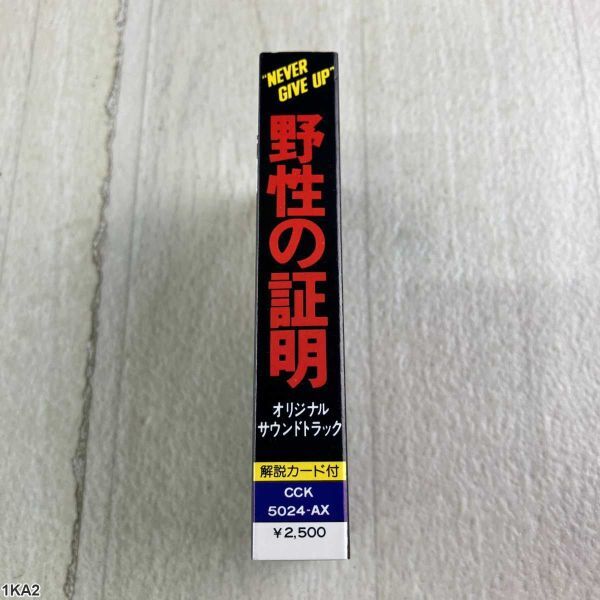 "NEVER
GIVE UP"
野性の証明
オリジナル
サウンドトラック
解説カード付
CCK
5024-AX
¥2,500
1KA2